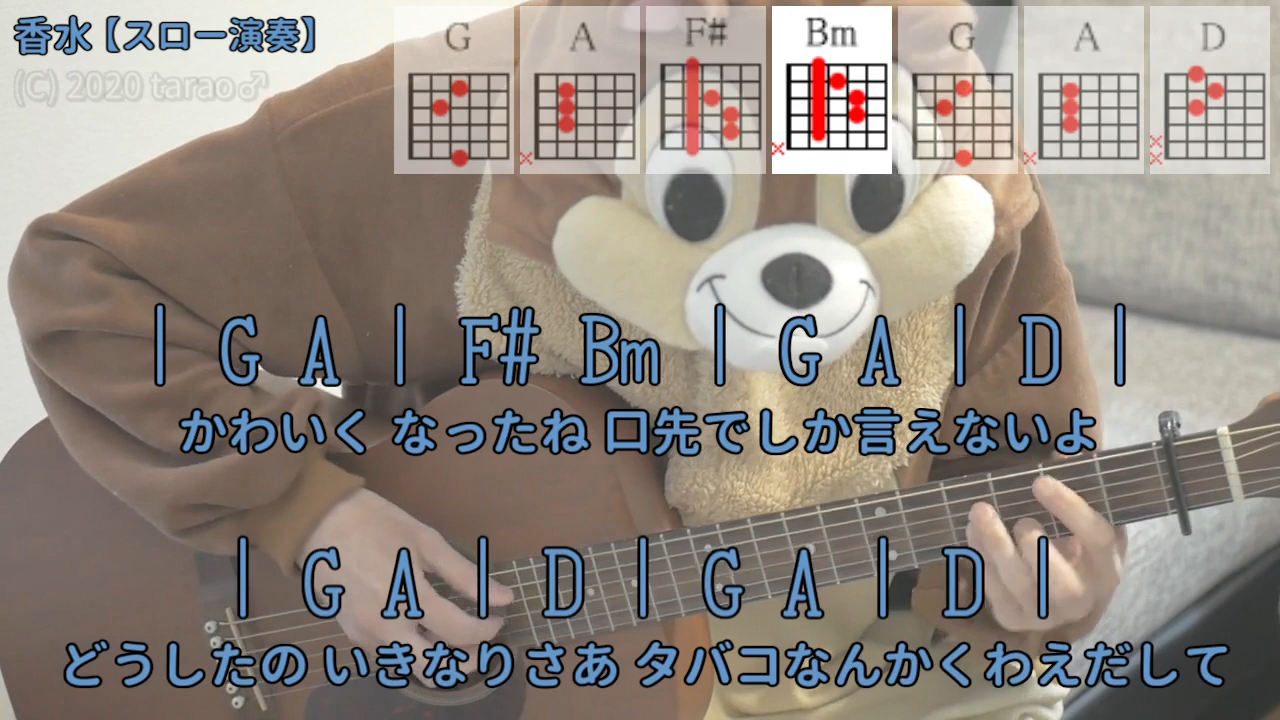 香水【スロー演奏】
(C) 2020 tarao♂
G A F# Bm G A D
| G A | F# Bm | G A | D |
かわいく なったね 口先でしか言えないよ
| G A | D | G A | D |
どうしたの いきなりさあ タバコなんかくわえだして